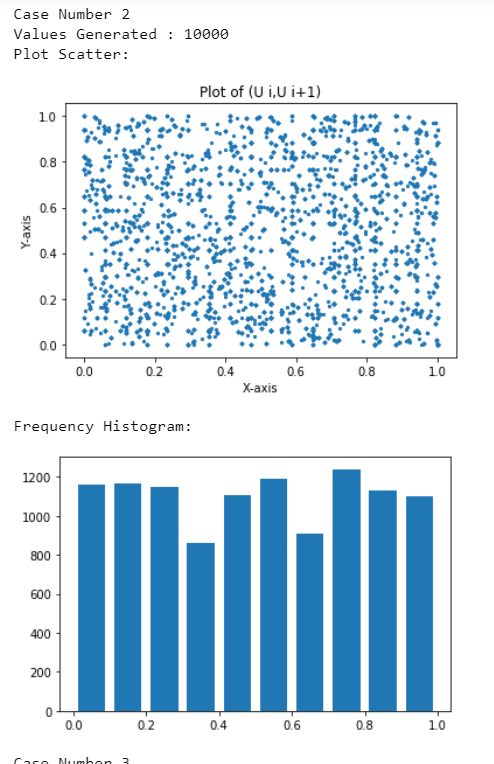 Case Number 2
Values Generated : 10000
Plot Scatter:
Plot of (U i,U i+1)
1.0
0.8
0.6
0.4
0.2
0.0
Y-axis
0.0 0.2 0.4 0.6 0.8 1.0
X-axis
Frequency Histogram:
1200
1000
800
600
400
200
0
0.0 0.2 0.4 0.6 0.8 1.0
Case Number 3